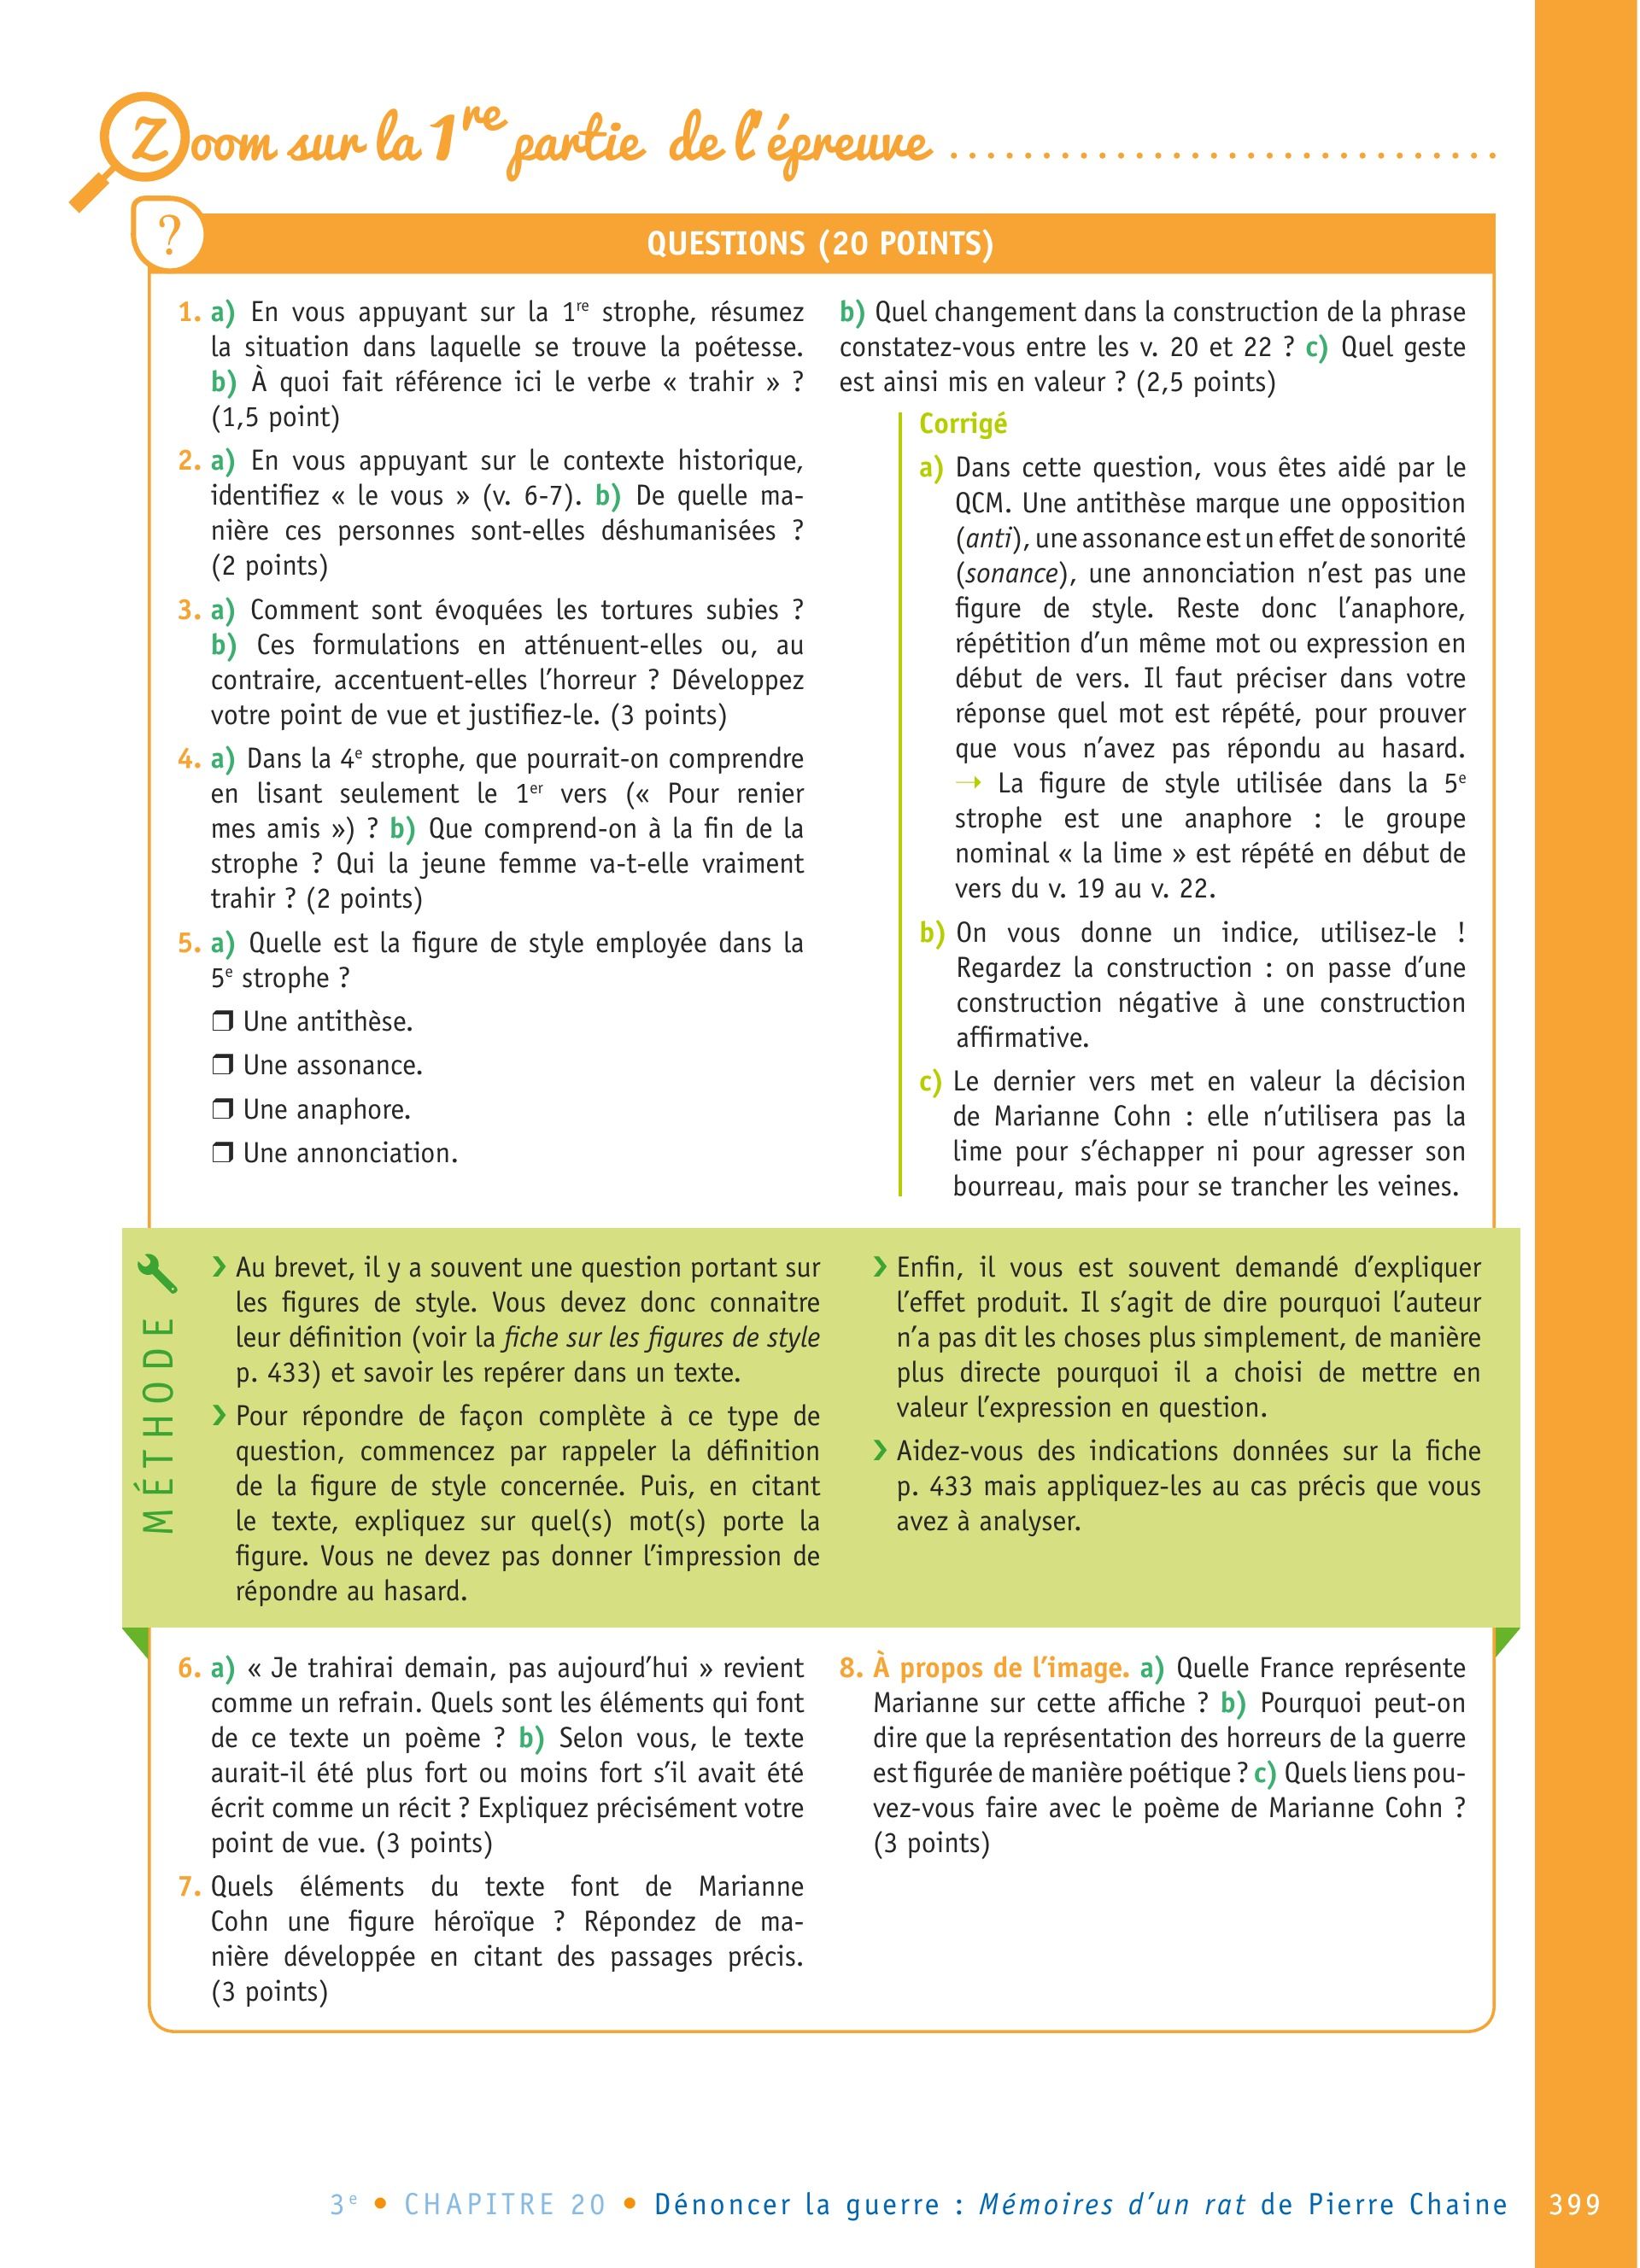 Zoom sur la 1re partie de l'épreuve
?
QUESTIONS (20 POINTS)
1. a) En vous appuyant sur la 1re strophe, résumez
la situation dans laquelle se trouve la poétesse.
b) À quoi fait référence ici le verbe « trahir » ?
(1,5 point)
2. a) En vous appuyant sur le contexte historique,
identifiez « le vous » (v. 6-7). b) De quelle ma-
nière ces personnes sont-elles déshumanisées ?
(2 points)
3. a) Comment sont évoquées les tortures subies ?
b) Ces formulations en atténuent-elles ou, au
contraire, accentuent-elles l'horreur ? Développez
votre point de vue et justifiez-le. (3 points)
4. a) Dans la 4e strophe, que pourrait-on comprendre
en lisant seulement le 1er vers (« Pour renier
mes amis ») ? b) Que comprend-on à la fin de la
strophe ? Qui la jeune femme va-t-elle vraiment
trahir ? (2 points)
5. a) Quelle est la figure de style employée dans la
5e strophe ?
❒ Une antithèse.
❒ Une assonance.
❒ Une anaphore.
❒ Une annonciation.
b) Quel changement dans la construction de la phrase
constatez-vous entre les v. 20 et 22 ? c) Quel geste
est ainsi mis en valeur ? (2,5 points)
Corrigé
a) Dans cette question, vous êtes aidé par le
QCM. Une antithèse marque une opposition
(anti), une assonance est un effet de sonorité
(sonance), une annonciation n'est pas une
figure de style. Reste donc l'anaphore,
répétition d'un même mot ou expression en
début de vers. Il faut préciser dans votre
réponse quel mot est répété, pour prouver
que vous n'avez pas répondu au hasard.
→ La figure de style utilisée dans la 5e
strophe est une anaphore : le groupe
nominal « la lime » est répété en début de
vers du v. 19 au v. 22.
b) On vous donne un indice, utilisez-le !
Regardez la construction : on passe d'une
construction négative à une construction
affirmative.
c) Le dernier vers met en valeur la décision
de Marianne Cohn : elle n'utilisera pas la
lime pour s'échapper ni pour agresser son
bourreau, mais pour se trancher les veines.
MÉTHODE
› Au brevet, il y a souvent une question portant sur
les figures de style. Vous devez donc connaitre
leur définition (voir la fiche sur les figures de style
p. 433) et savoir les repérer dans un texte.
› Pour répondre de façon complète à ce type de
question, commencez par rappeler la définition
de la figure de style concernée. Puis, en citant
le texte, expliquez sur quel(s) mot(s) porte la
figure. Vous ne devez pas donner l'impression de
répondre au hasard.
› Enfin, il vous est souvent demandé d'expliquer
l'effet produit. Il s'agit de dire pourquoi l'auteur
n'a pas dit les choses plus simplement, de manière
plus directe pourquoi il a choisi de mettre en
valeur l'expression en question.
› Aidez-vous des indications données sur la fiche
p. 433 mais appliquez-les au cas précis que vous
avez à analyser.
6. a) « Je trahirai demain, pas aujourd'hui » revient
comme un refrain. Quels sont les éléments qui font
de ce texte un poème ? b) Selon vous, le texte
aurait-il été plus fort ou moins fort s'il avait été
écrit comme un récit ? Expliquez précisément votre
point de vue. (3 points)
7. Quels éléments du texte font de Marianne
Cohn une figure héroïque ? Répondez de ma-
nière développée en citant des passages précis.
(3 points)
8. À propos de l'image. a) Quelle France représente
Marianne sur cette affiche ? b) Pourquoi peut-on
dire que la représentation des horreurs de la guerre
est figurée de manière poétique ? c) Quels liens pou-
vez-vous faire avec le poème de Marianne Cohn ?
(3 points)
3e • CHAPITRE 20 • Dénoncer la guerre : Mémoires d'un rat de Pierre Chaine 399